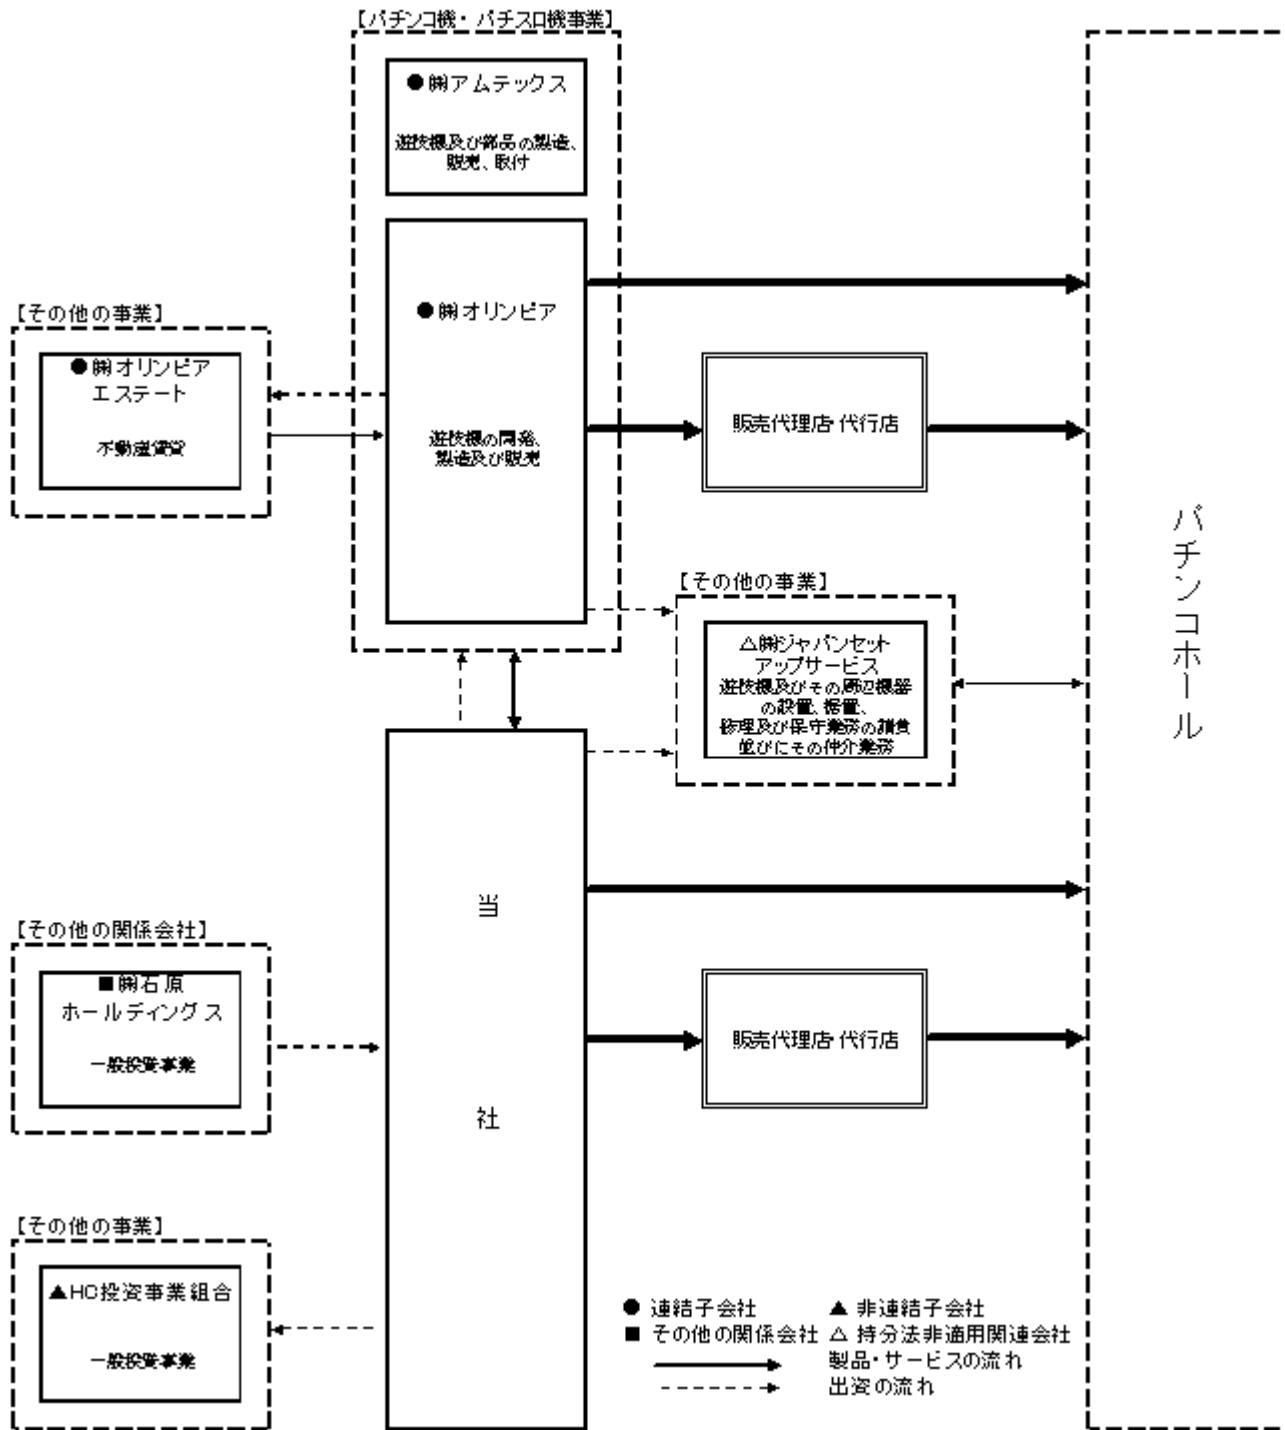 【パチンコ機・パチスロ機事業】
●㈱アムテックス
遊技機及び部品の製造、
販売、取付
●㈱オリンピア
遊技機の開発、
製造及び販売
【その他の事業】
●㈱オリンピア
エステート
不動産賃貸
販売代理店・代行店
【その他の事業】
△㈱ジャパンセット
アップサービス
遊技機及びその周辺機器
の設置、据置、
修理及び保守業務の請負
並びにその仲介業務
パチンコホール
当社
【その他の関係会社】
■㈱石原
ホールディングス
一般投資事業
販売代理店・代行店
【その他の事業】
▲HC投資事業組合
一般投資事業
● 連結子会社 ▲ 非連結子会社
■ その他の関係会社 △ 持分法非適用関連会社
製品・サービスの流れ
出資の流れ